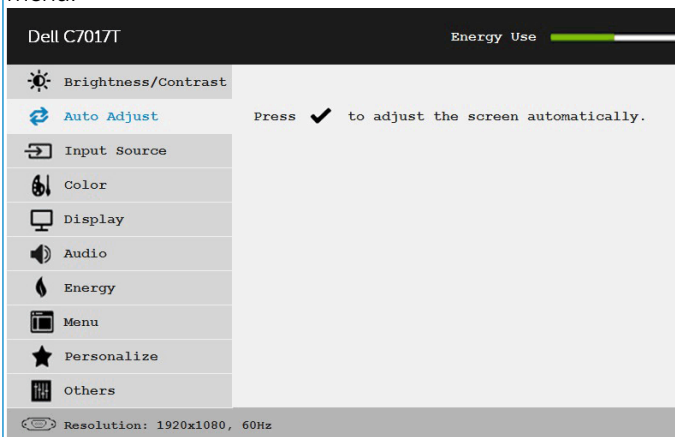 menu.
Dell C7017T
Energy Use
Brightness/Contrast
Auto Adjust
Press ✔ to adjust the screen automatically.
Input Source
Color
Display
Audio
Energy
Menu
Personalize
Others
Resolution: 1920x1080, 60Hz